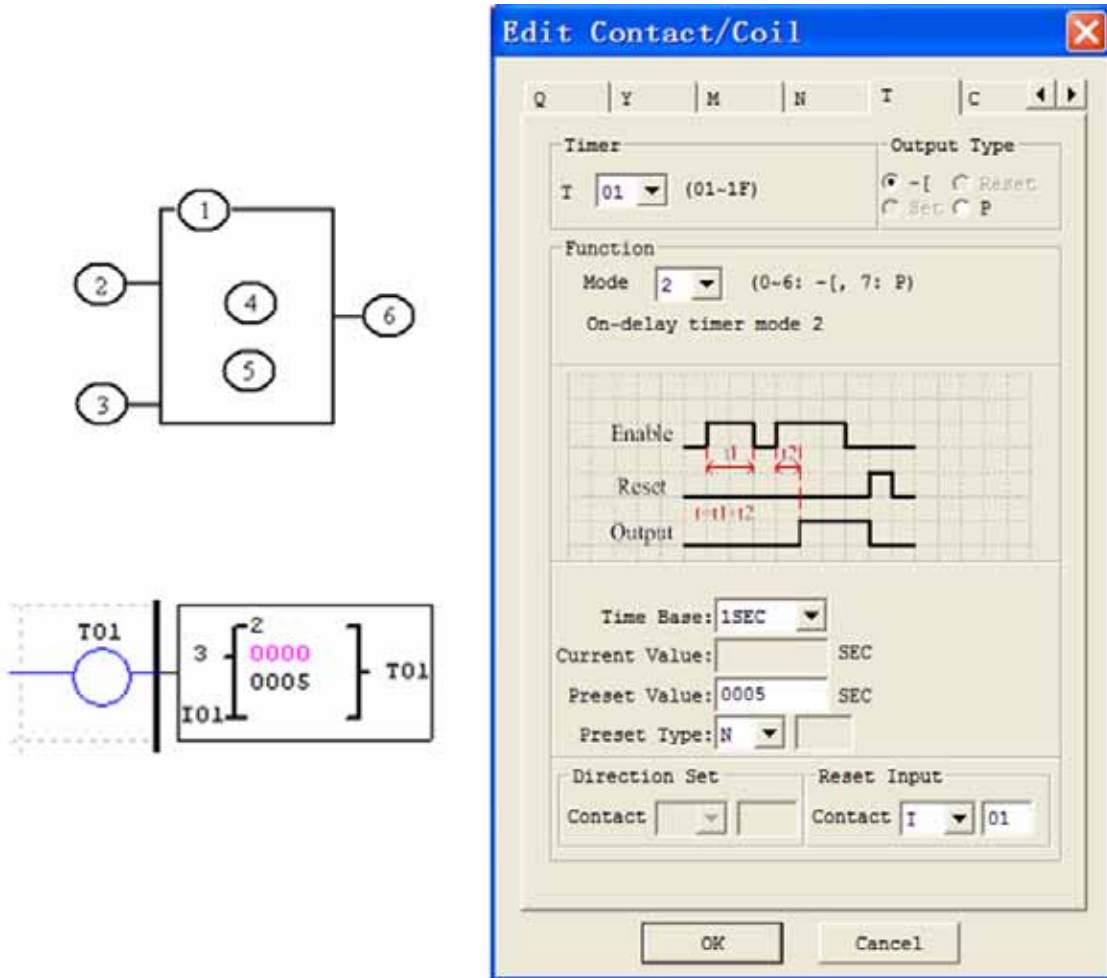 1
2
3
4
5
6
T01
3
2
0000
0005
I01
T01
Edit Contact/Coil
Q Y M N T C
Timer
T 01 (01~1F)
Output Type
-[ Reset
Set P
Function
Mode 2 (0~6: -[, 7: P)
On-delay timer mode 2
Enable
t1 t2
Reset
t=t1+t2
Output
Time Base: 1SEC
Current Value: SEC
Preset Value: 0005 SEC
Preset Type: N
Direction Set
Contact
Reset Input
Contact I 01
OK Cancel